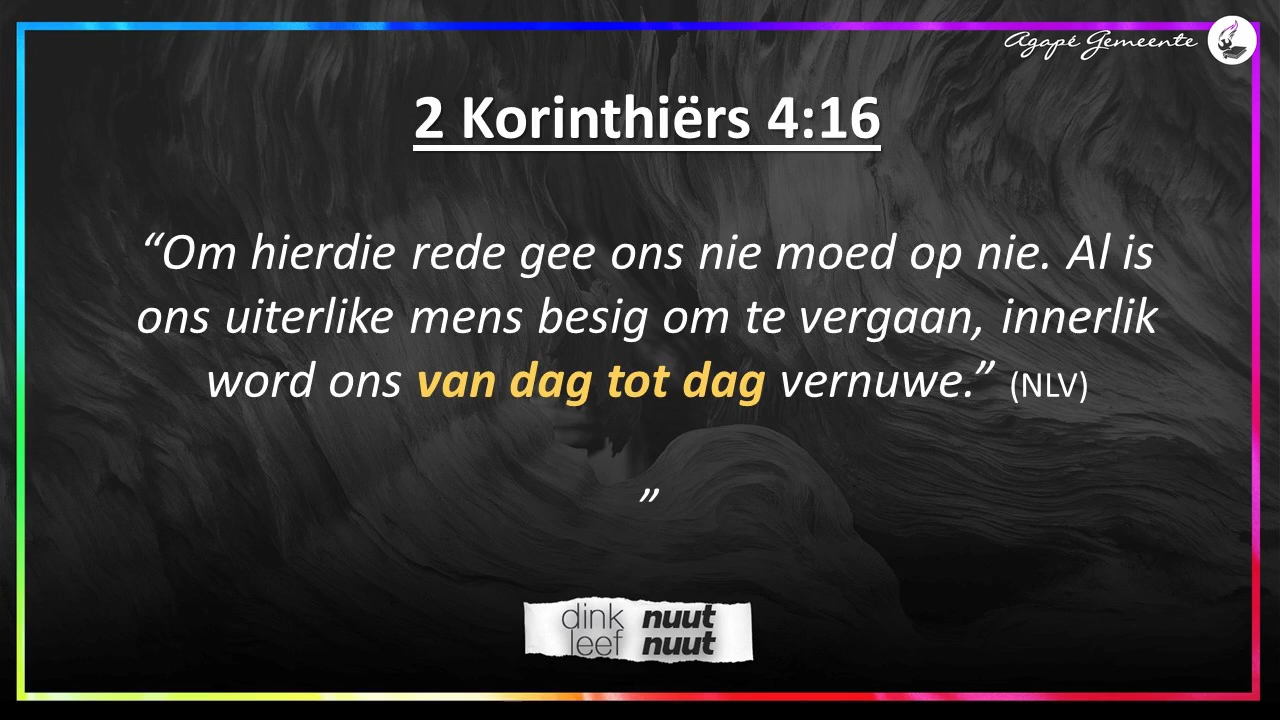 Agapé Gemeente
2 Korinthiërs 4:16
“Om hierdie rede gee ons nie moed op nie. Al is
ons uiterlike mens besig om te vergaan, innerlik
word ons van dag tot dag vernuwe.” (NLV)
”
dink nuut
leef nuut